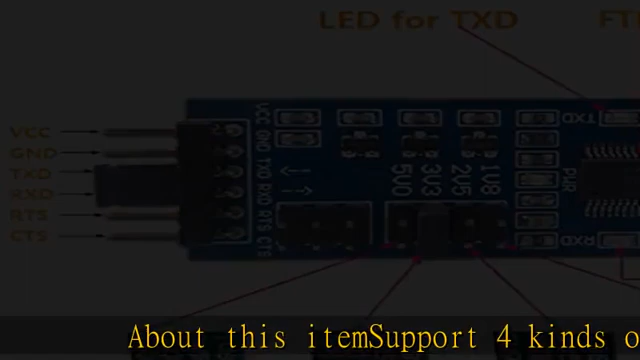 LED for TXD FT
VCC
GND
TXD
RXD
RTS
CTS
VCC GND TXD RXD RTS CTS
5V0 3V3 2V5 1V8
TXD
PWR
RXD
About this itemSupport 4 kinds o